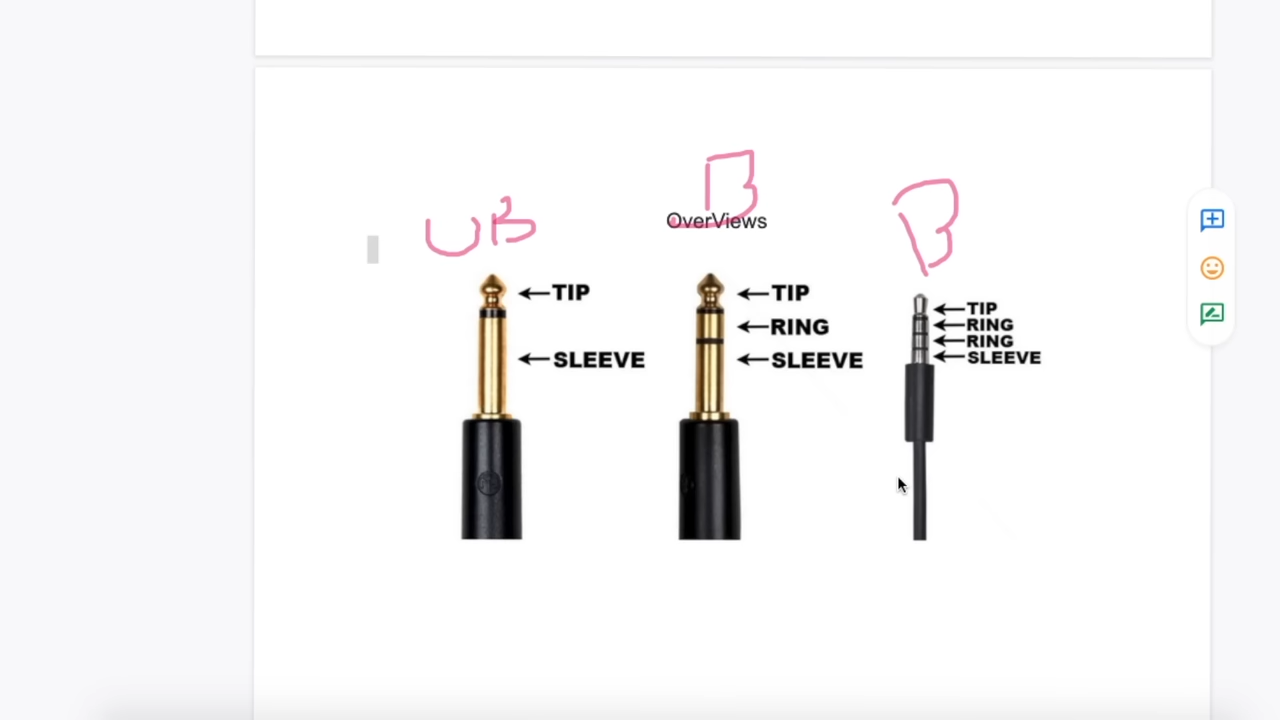 B
UB
OverViews
B
TIP
SLEEVE
TIP
RING
SLEEVE
TIP
RING
RING
SLEEVE